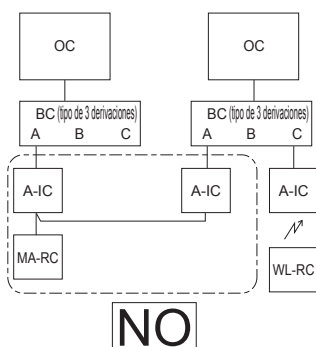 OC
OC
BC (tipo de 3 derivaciones)
A B C
BC (tipo de 3 derivaciones)
A B C
A-IC
A-IC
A-IC
MA-RC
WL-RC
NO